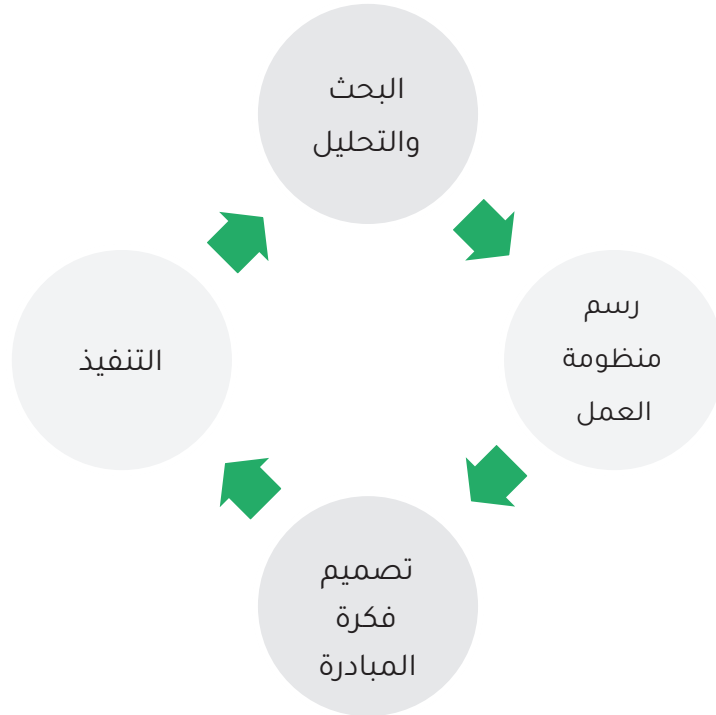 البحث
والتحليل
رسم
منظومة
العمل
تصميم
فكرة
المبادرة
التنفيذ